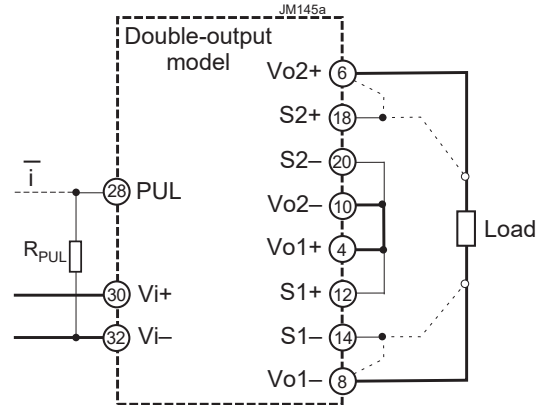 JM145a
Double-output
model
Vo2+
6
S2+
18
S2–
20
i
28
PUL
Vo2–
10
Load
Vo1+
4
RPUL
S1+
12
30
Vi+
S1–
14
32
Vi–
Vo1–
8